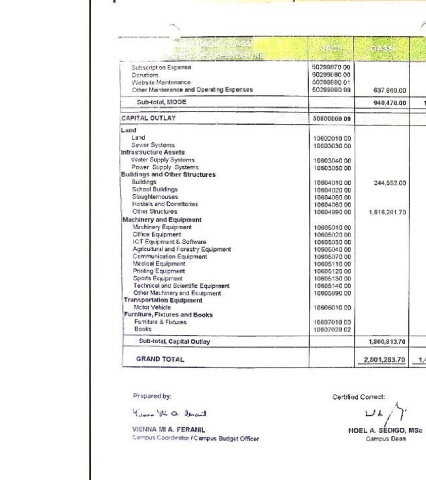 UACS GASS
Subscription Expense 50299070 00
Donations 50299080 00
Website Maintenance 50299990 01
Other Maintenance and Operating Expenses 50299990 99 637,860.00
Sub-total, MOOE 940,470.00 1
CAPITAL OUTLAY 50600000 00
Land
Land 10602010 00
Sewer Systems 10603030 00
Infrastructure Assets
Water Supply Systems 10603040 00
Power Supply Systems 10603050 00
Buildings and Other Structures
Buildings 10604010 00 244,552.00
School Buildings 10604020 00
Slaughterhouses 10604050 00
Hostels and Dormitories 10604060 00
Other Structures 10604990 00 1,616,261.70
Machinery and Equipment
Machinery Equipment 10605010 00
Office Equipment 10605020 00
ICT Equipment & Software 10605030 00
Agricultural and Forestry Equipment 10605040 00
Communication Equipment 10605070 00
Medical Equipment 10605110 00
Printing Equipment 10605120 00
Sports Equipment 10605130 00
Technical and Scientific Equipment 10605140 00
Other Machinery and Equipment 10605990 00
Transportation Equipment
Motor Vehicle 10606010 00
Furniture, Fixtures and Books
Furniture & Fixtures 10607010 00
Books 10607020 02
Sub-total, Capital Outlay 1,860,813.70
GRAND TOTAL 2,801,283.70 1,4
Prepared by: Certified Correct:
VIENNA MI A. FERANIL NOEL A. SEDIGO, MSc
Campus Coordinator / Campus Budget Officer Campus Dean